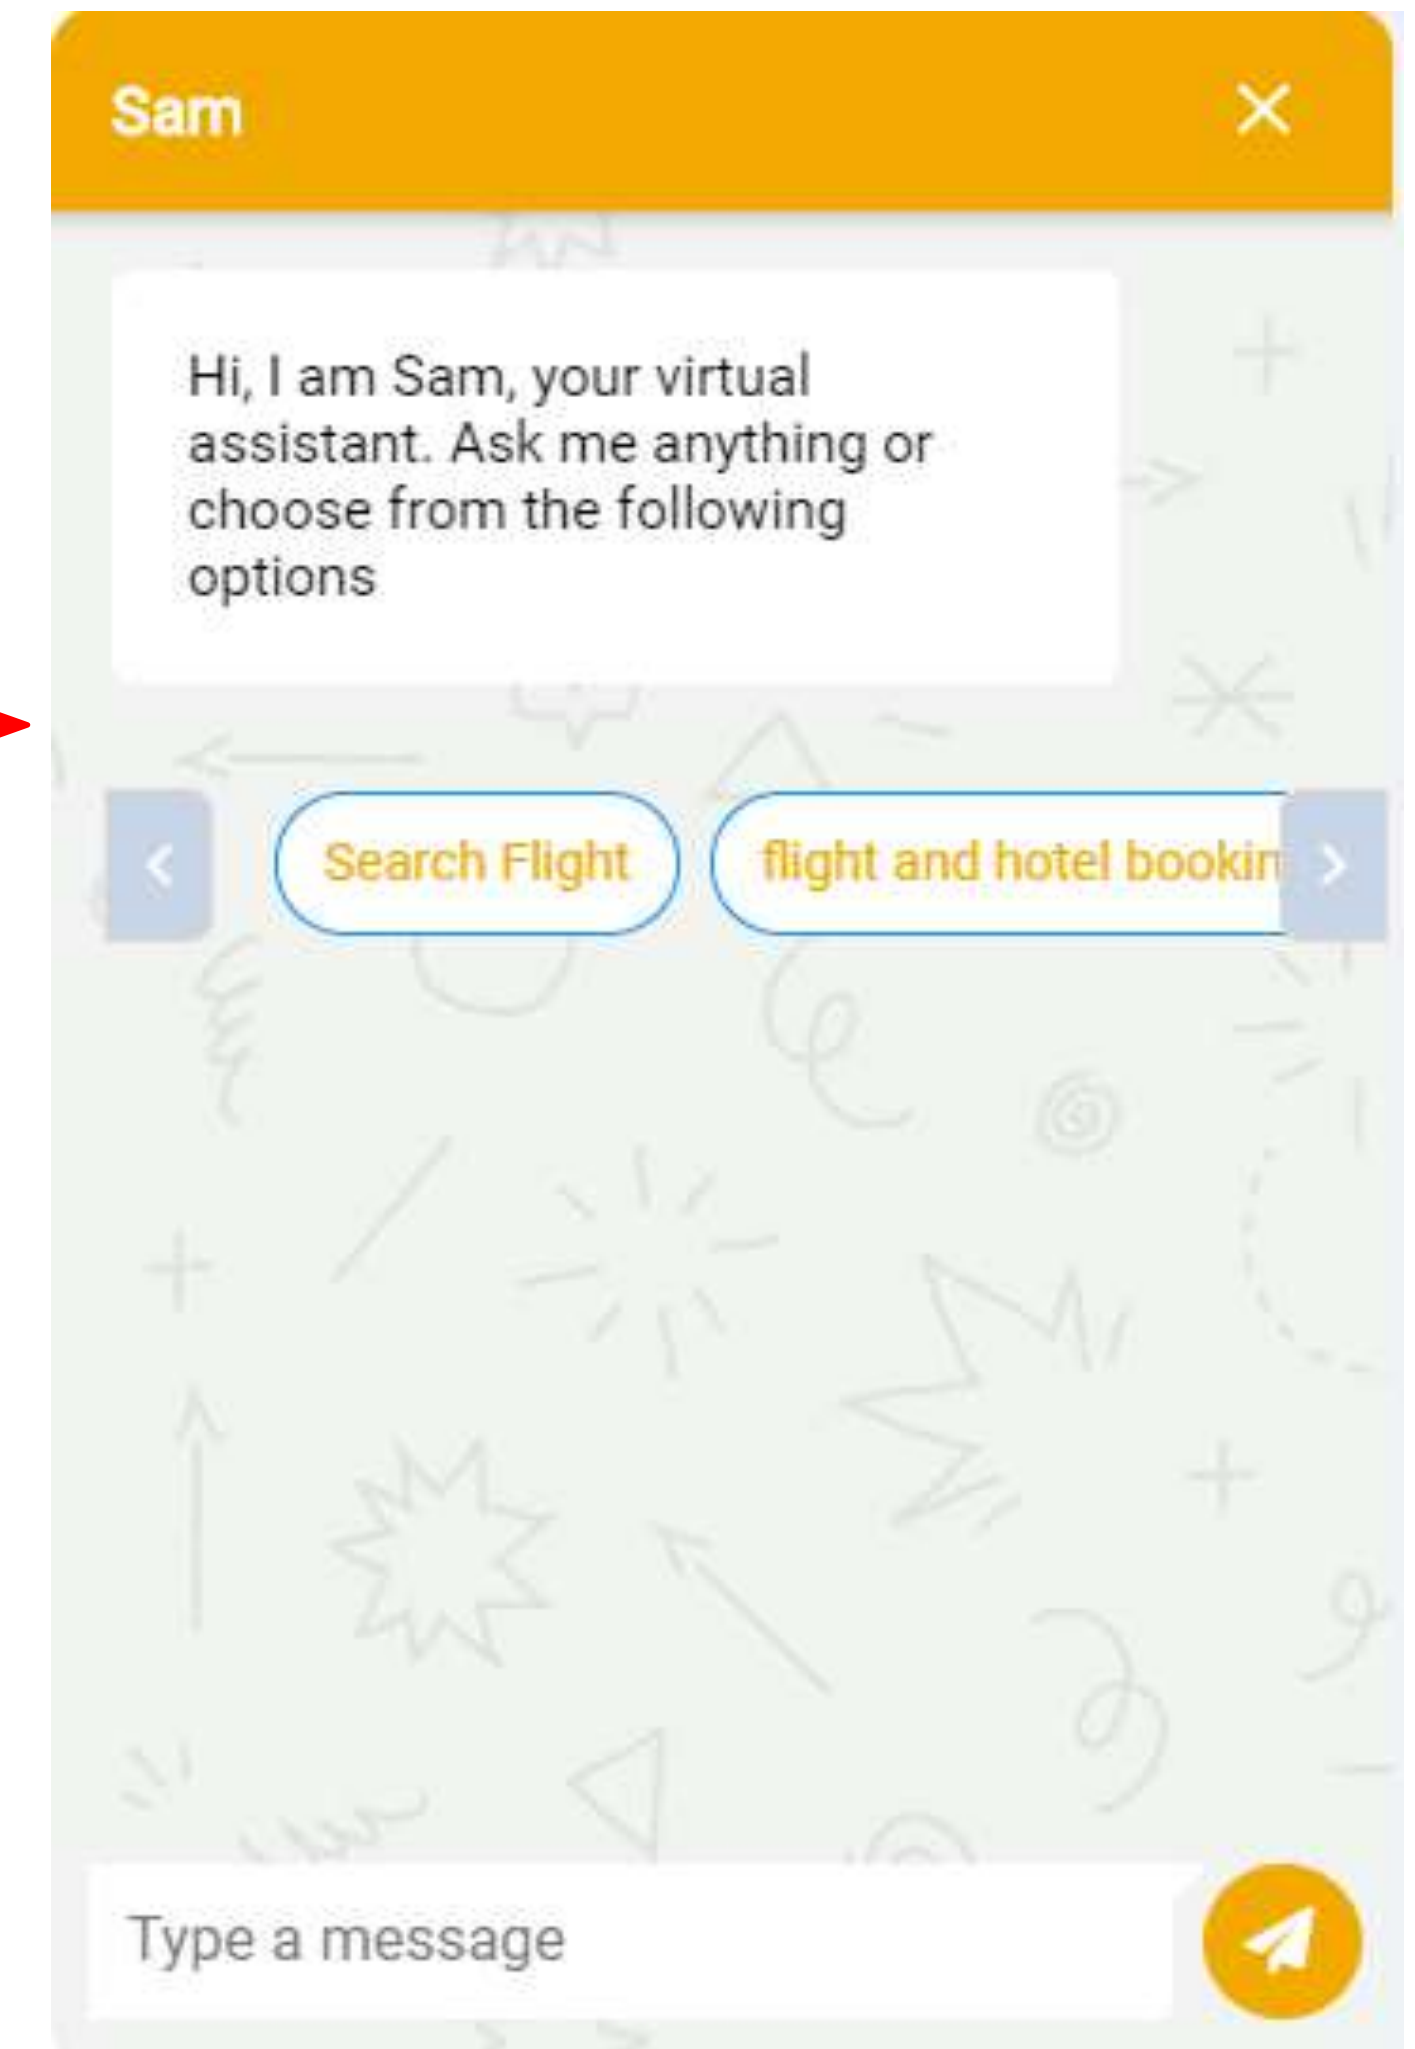 Sam
Hi, I am Sam, your virtual
assistant. Ask me anything or
choose from the following
options
Search Flight
flight and hotel bookin
Type a message